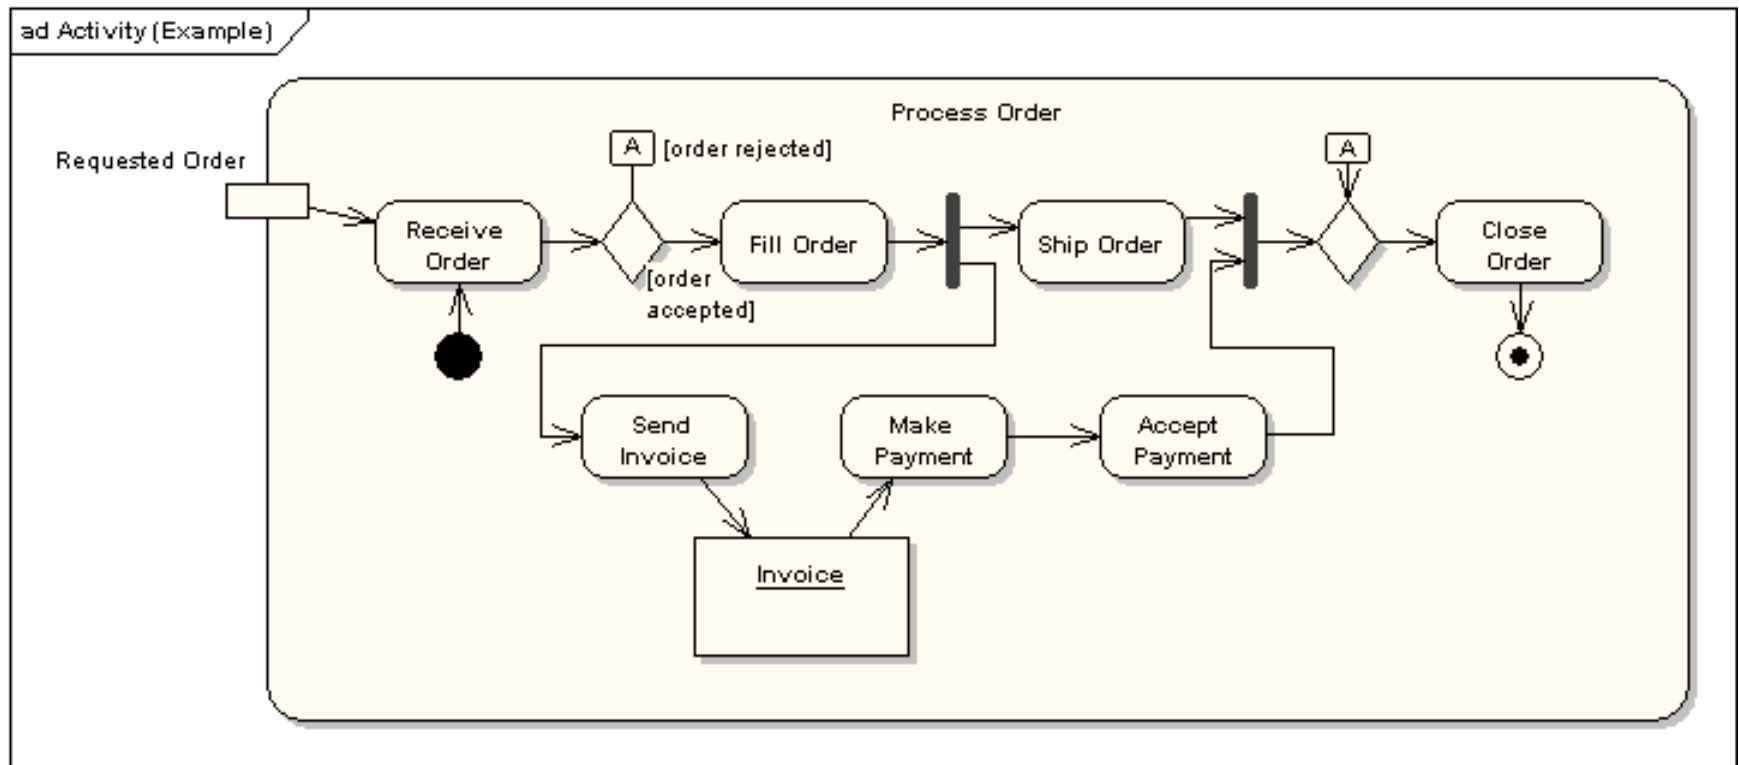 ad Activity (Example)
Process Order
Requested Order
A
[order rejected]
A
Receive
Order
Fill Order
Ship Order
Close
Order
[order
accepted]
Send
Invoice
Make
Payment
Accept
Payment
Invoice